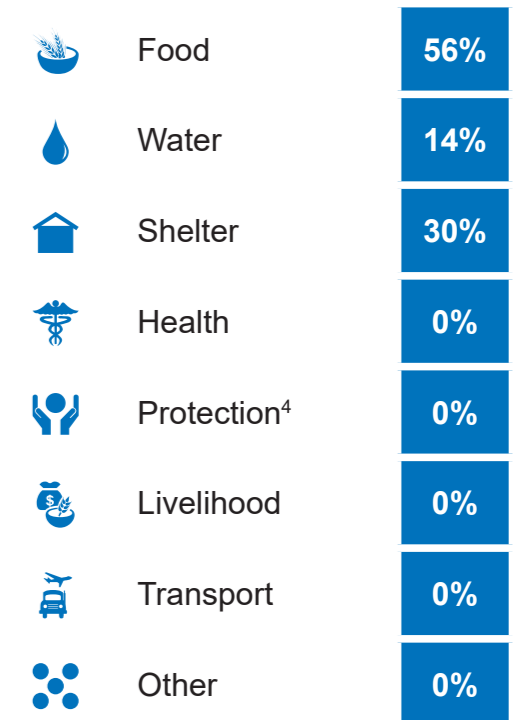 Food 56%
Water 14%
Shelter 30%
Health 0%
Protection⁴ 0%
Livelihood 0%
Transport 0%
Other 0%